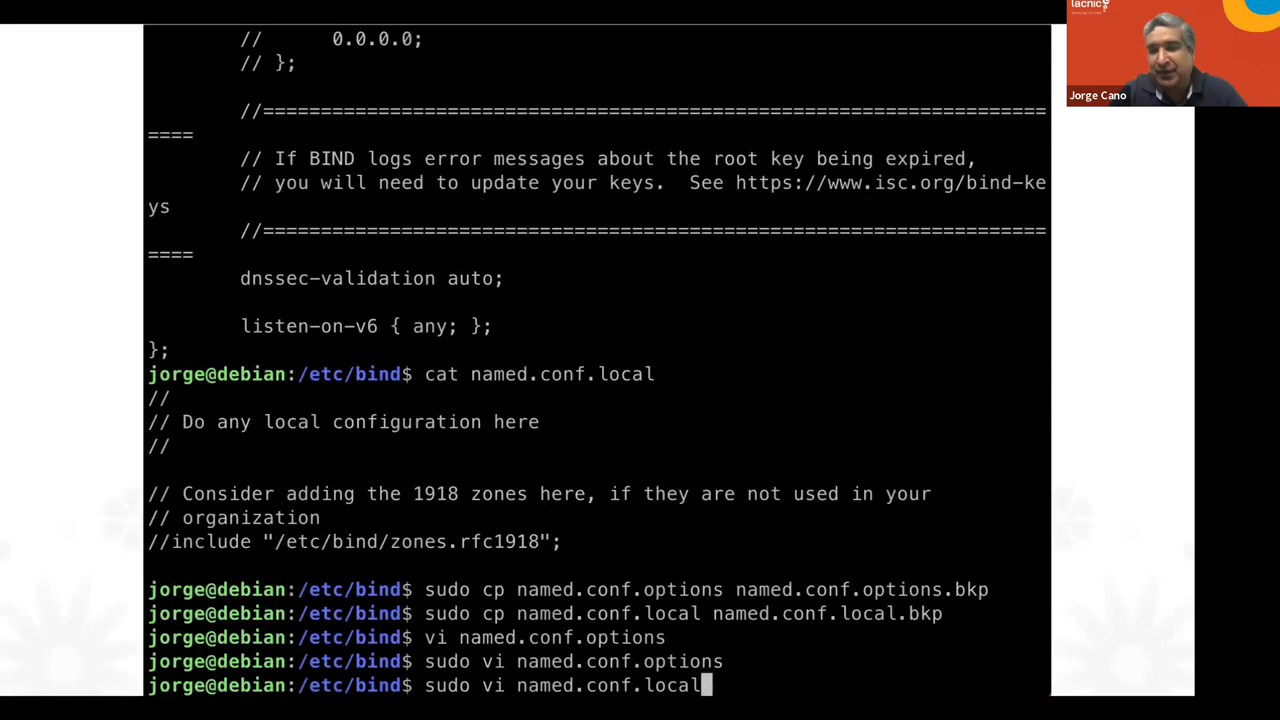 //      0.0.0.0;
// };
//====================================================================
====
// If BIND logs error messages about the root key being expired,
// you will need to update your keys.  See https://www.isc.org/bind-ke
ys
//====================================================================
====
dnssec-validation auto;
listen-on-v6 { any; };
};
jorge@debian:/etc/bind$ cat named.conf.local
//
// Do any local configuration here
//
// Consider adding the 1918 zones here, if they are not used in your
// organization
//include "/etc/bind/zones.rfc1918";
jorge@debian:/etc/bind$ sudo cp named.conf.options named.conf.options.bkp
jorge@debian:/etc/bind$ sudo cp named.conf.local named.conf.local.bkp
jorge@debian:/etc/bind$ vi named.conf.options
jorge@debian:/etc/bind$ sudo vi named.conf.options
jorge@debian:/etc/bind$ sudo vi named.conf.local
lacnic
Jorge Cano